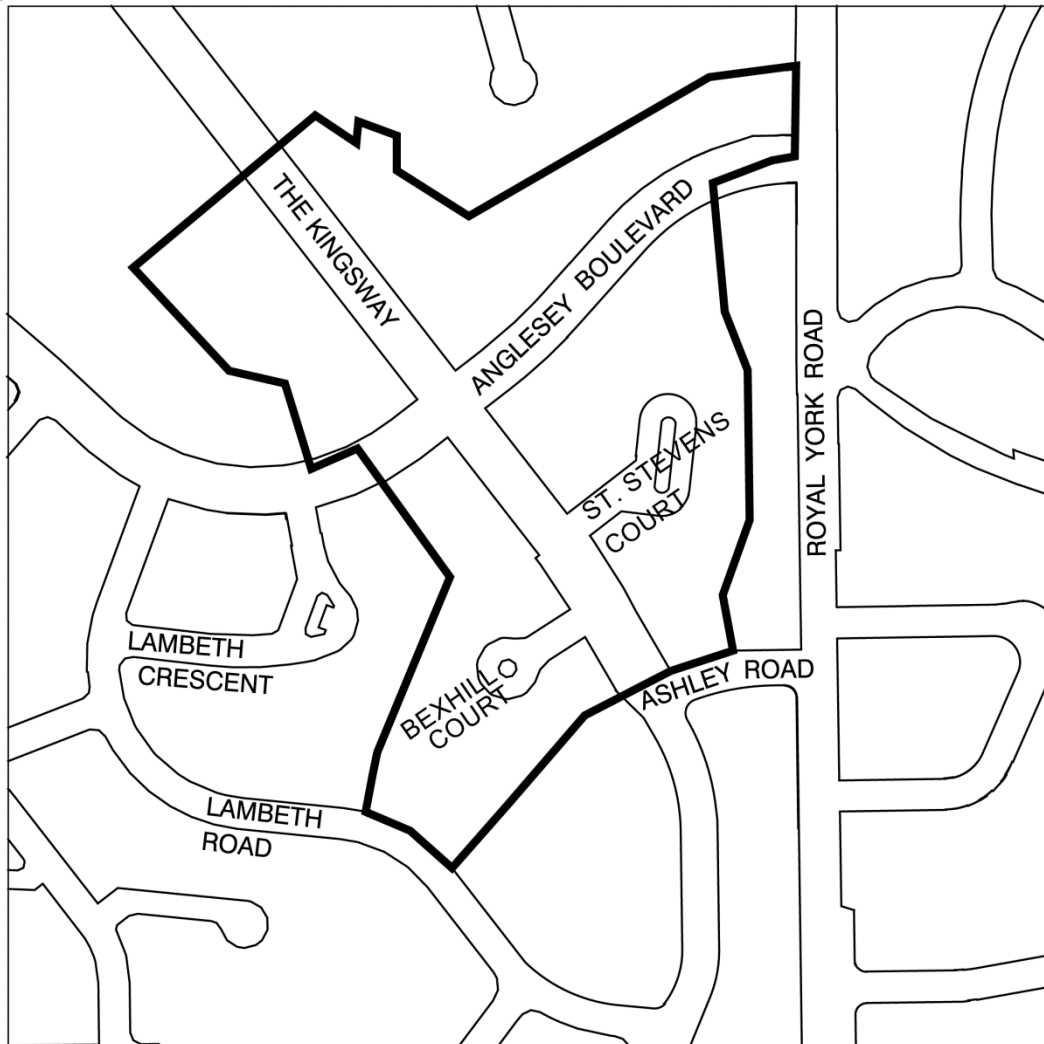 THE KINGSWAY
ANGLESEY BOULEVARD
ROYAL YORK ROAD
ST. STEVENS
COURT
LAMBETH
CRESCENT
BEXHILL
COURT
ASHLEY ROAD
LAMBETH
ROAD